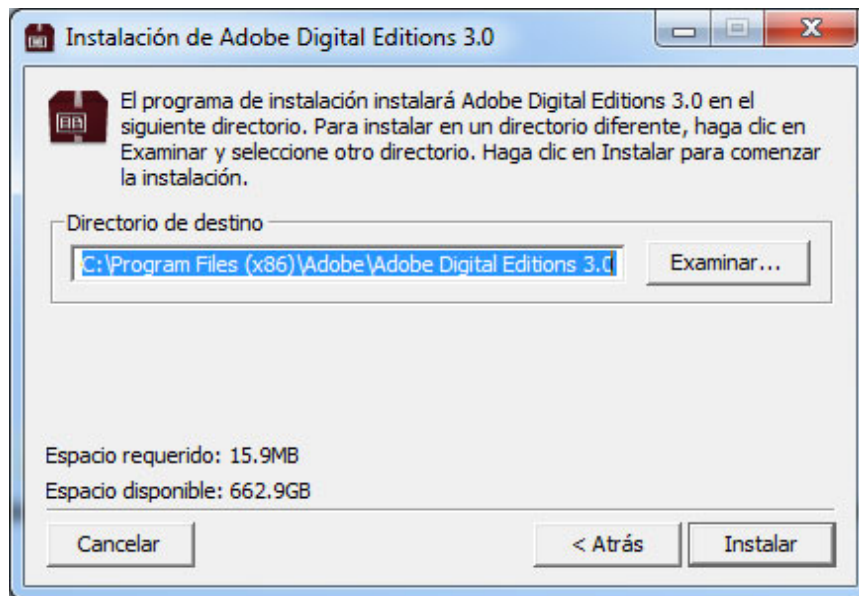 Instalación de Adobe Digital Editions 3.0
El programa de instalación instalará Adobe Digital Editions 3.0 en el
siguiente directorio. Para instalar en un directorio diferente, haga clic en
Examinar y seleccione otro directorio. Haga clic en Instalar para comenzar
la instalación.
Directorio de destino
C:\Program Files (x86)\Adobe\Adobe Digital Editions 3.0
Examinar...
Espacio requerido: 15.9MB
Espacio disponible: 662.9GB
Cancelar
< Atrás
Instalar